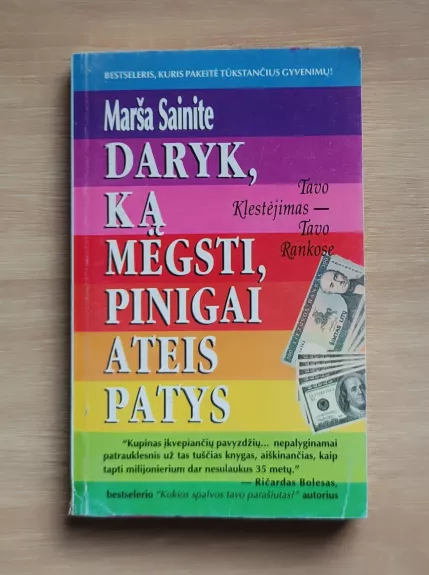 BESTSELERIS, KURIS PAKEITĖ TŪKSTANČIUS GYVENIMŲ!
Marša Sainite
DARYK,
KĄ
MĖGSTI,
PINIGAI
ATEIS
PATYS
Tavo
Klestėjimas —
Tavo
Rankose
"Kupinas įkvepiančių pavyzdžių... nepalyginamai
patrauklesnis už tas tuščias knygas, aiškinančias, kaip
tapti milijonierium dar nesulaukus 35 metų."
— Ričardas Bolesas,
bestselerio "Kokios spalvos tavo parašiutas?" autorius